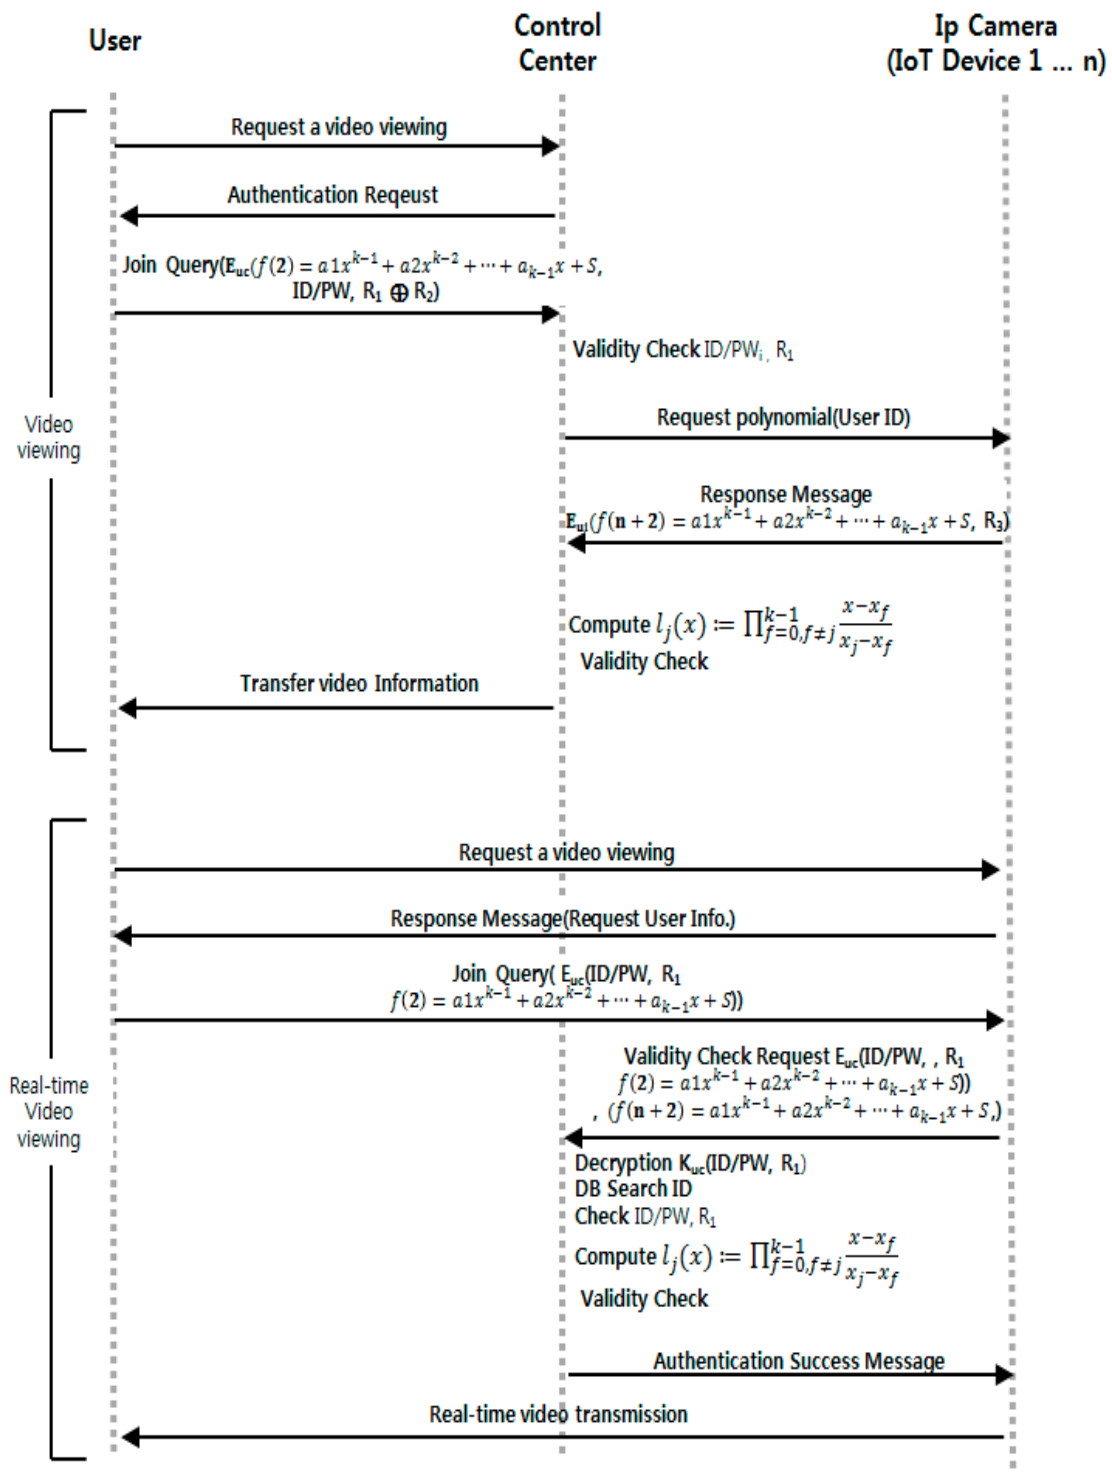 User
Control
Center
Ip Camera
(IoT Device 1 ... n)
Request a video viewing
Authentication Reqeust
Join Query(E_uc(f(2) = a1x^{k−1} + a2x^{k−2} + ··· + a_{k−1}x + S,
ID/PW, R₁ ⊕ R₂)
Validity Check ID/PW_i, R₁
Request polynomial(User ID)
Video
viewing
Response Message
E_ui(f(n + 2) = a1x^{k−1} + a2x^{k−2} + ··· + a_{k−1}x + S, R₃)
Compute l_j(x) ≔ ∏_{f=0,f≠j}^{k−1} (x−x_f)/(x_j−x_f)
Validity Check
Transfer video Information
Request a video viewing
Response Message(Request User Info.)
Join Query( E_uc(ID/PW, R₁
f(2) = a1x^{k−1} + a2x^{k−2} + ··· + a_{k−1}x + S))
Real-time
Video
viewing
Validity Check Request E_uc(ID/PW, , R₁
f(2) = a1x^{k−1} + a2x^{k−2} + ··· + a_{k−1}x + S))
, (f(n + 2) = a1x^{k−1} + a2x^{k−2} + ··· + a_{k−1}x + S,)
Decryption K_uc(ID/PW, R₁)
DB Search ID
Check ID/PW, R₁
Compute l_j(x) ≔ ∏_{f=0,f≠j}^{k−1} (x−x_f)/(x_j−x_f)
Validity Check
Authentication Success Message
Real-time video transmission